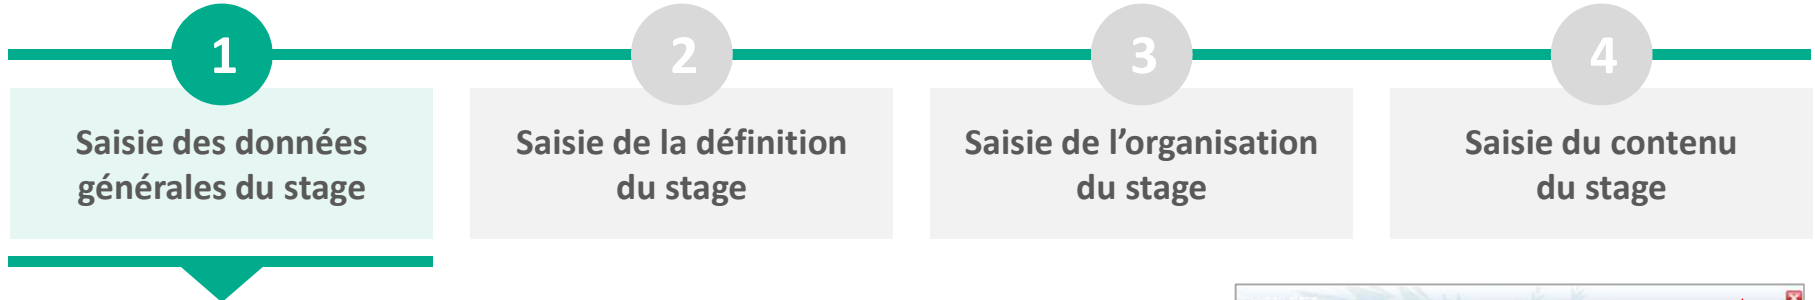 1
Saisie des données
générales du stage
2
Saisie de la définition
du stage
3
Saisie de l’organisation
du stage
4
Saisie du contenu
du stage